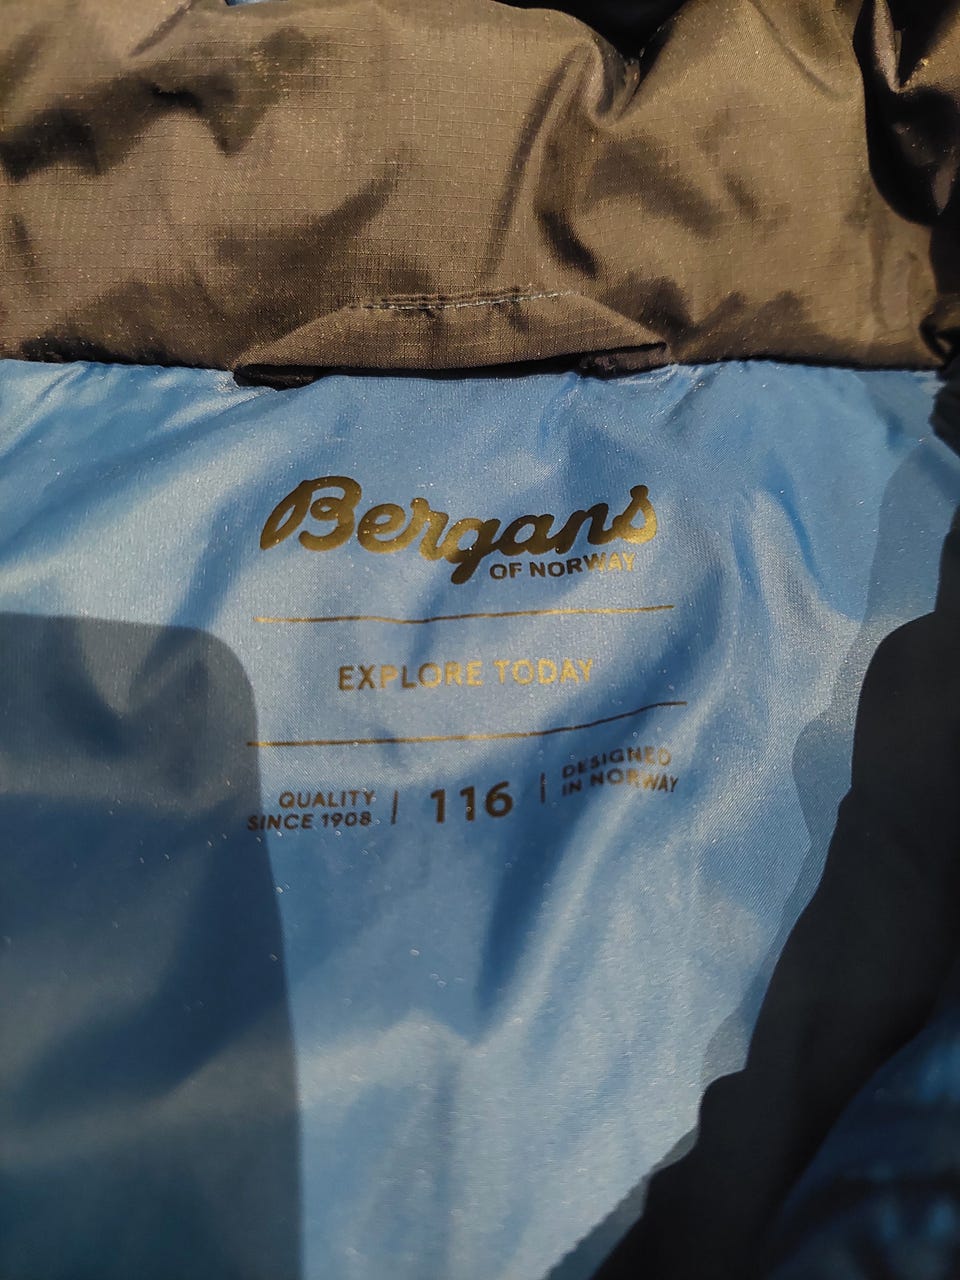 Bergans
OF NORWAY
EXPLORE TODAY
QUALITY
SINCE 1908
116
DESIGNED
IN NORWAY